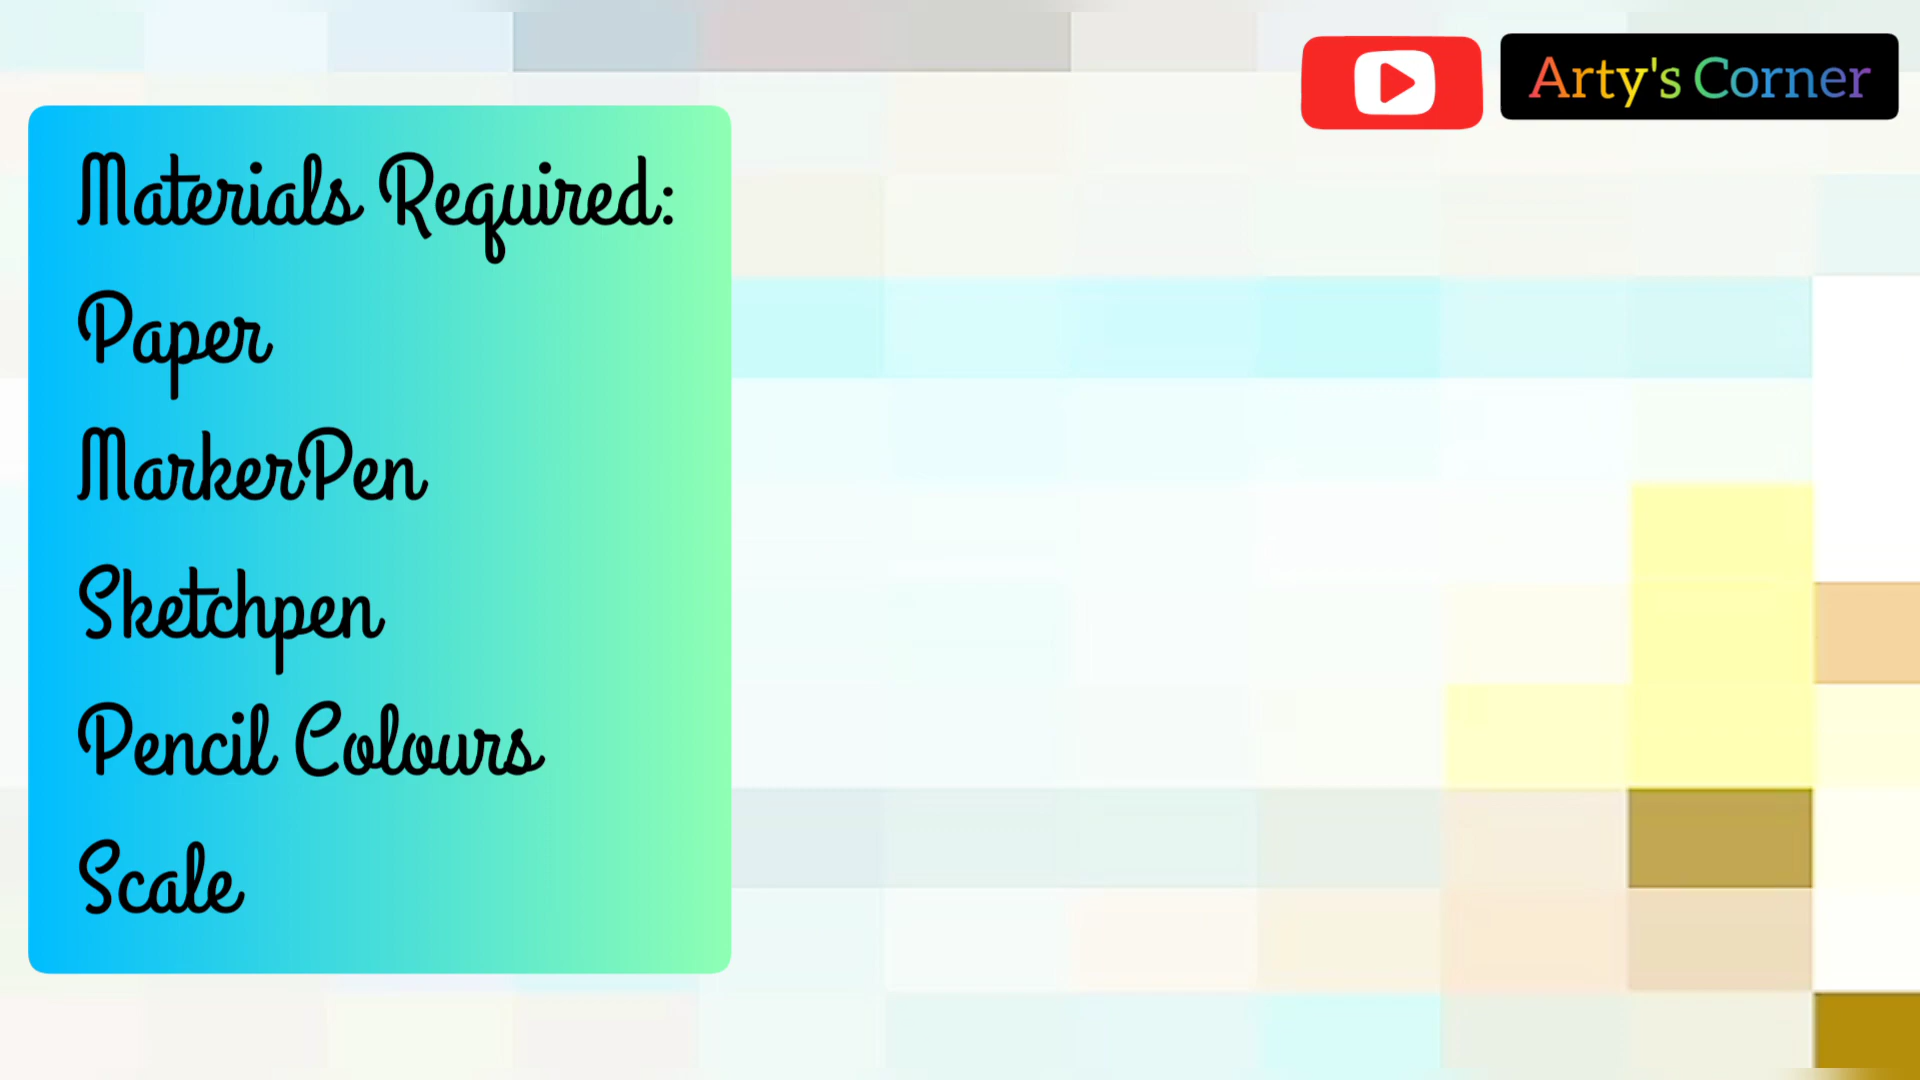 Arty's Corner
Materials Required:
Paper
MarkerPen
Sketchpen
Pencil Colours
Scale